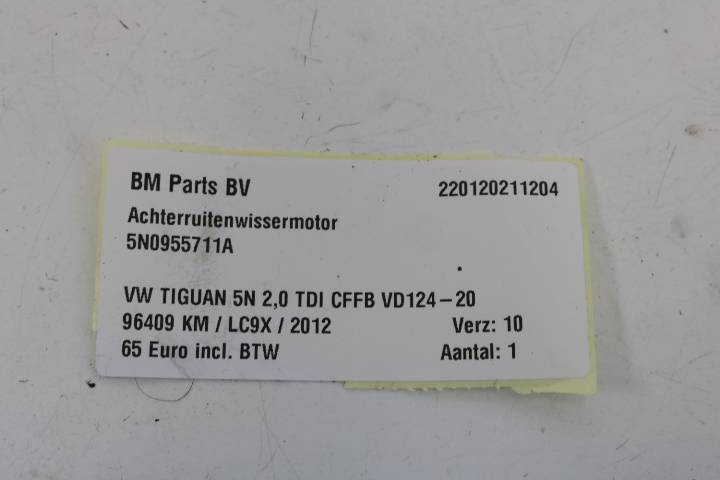 BM Parts BV 220120211204
Achterruitenwissermotor
5N0955711A
VW TIGUAN 5N 2,0 TDI CFFB VD124-20
96409 KM / LC9X / 2012 Verz: 10
65 Euro incl. BTW Aantal: 1